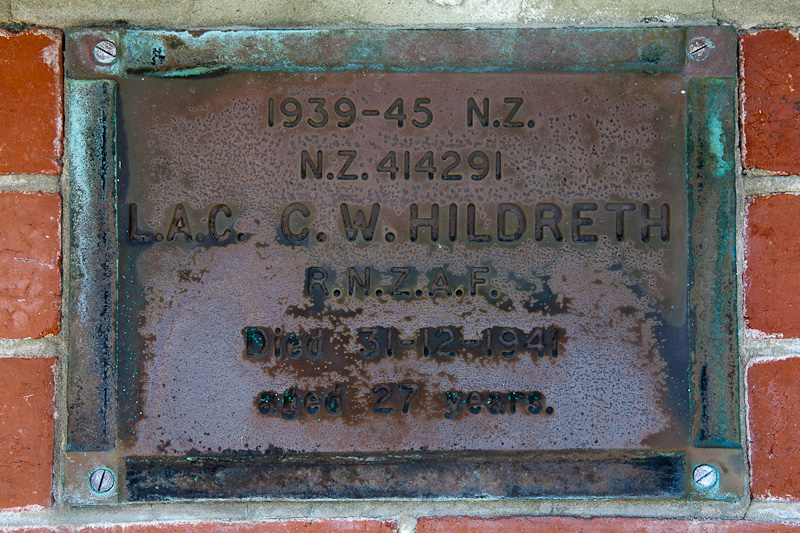 1939-45 N.Z.
N.Z. 414291
L.A.C. C. W. HILDRETH
R.N.Z.A.F.
Died 31-12-1941
aged 27 years.